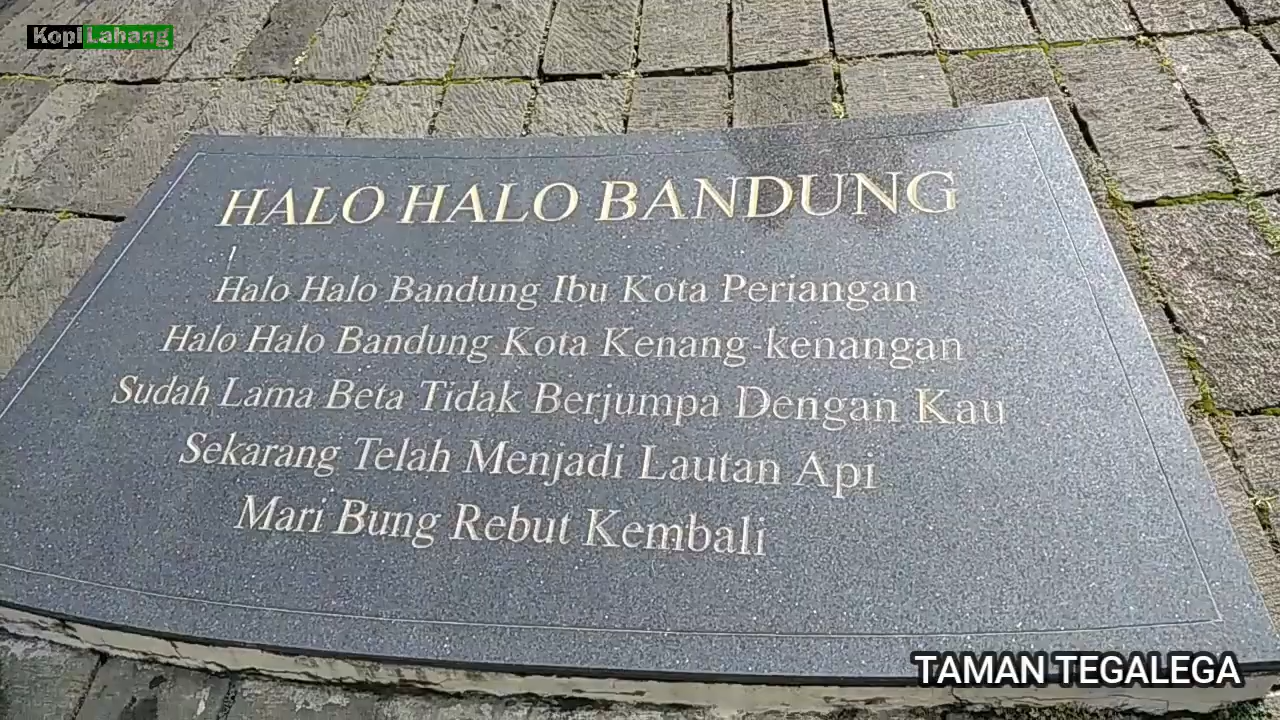 KopiLahang
HALO HALO BANDUNG
Halo Halo Bandung Ibu Kota Periangan
Halo Halo Bandung Kota Kenang-kenangan
Sudah Lama Beta Tidak Berjumpa Dengan Kau
Sekarang Telah Menjadi Lautan Api
Mari Bung Rebut Kembali
TAMAN TEGALEGA